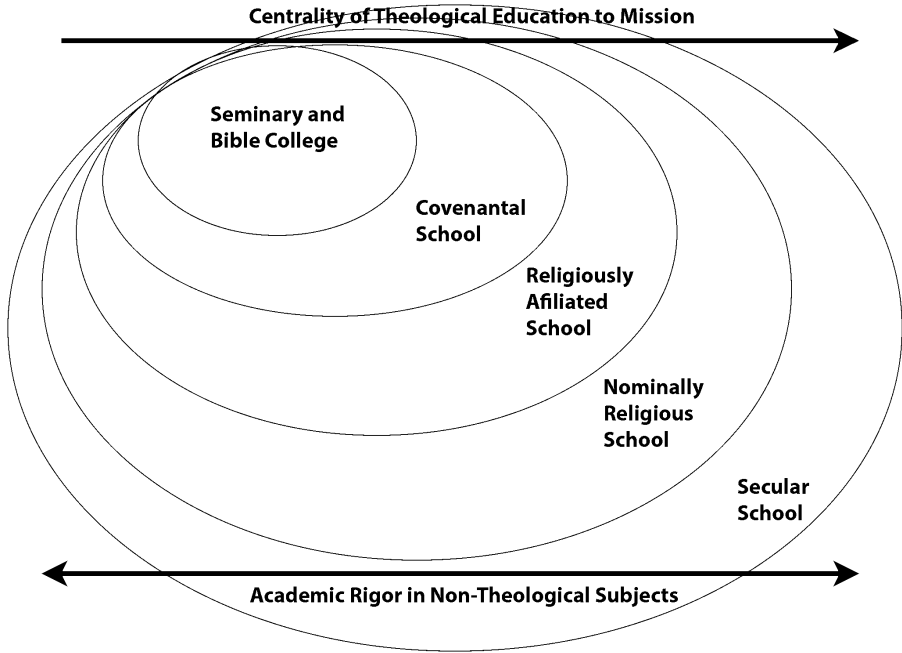 Centrality of Theological Education to Mission
Seminary and
Bible College
Covenantal
School
Religiously
Afiliated
School
Nominally
Religious
School
Secular
School
Academic Rigor in Non-Theological Subjects